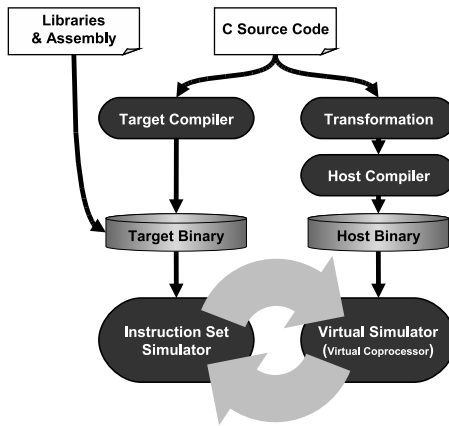 Libraries
& Assembly
C Source Code
Target Compiler
Transformation
Host Compiler
Target Binary
Host Binary
Instruction Set
Simulator
Virtual Simulator
(Virtual Coprocessor)